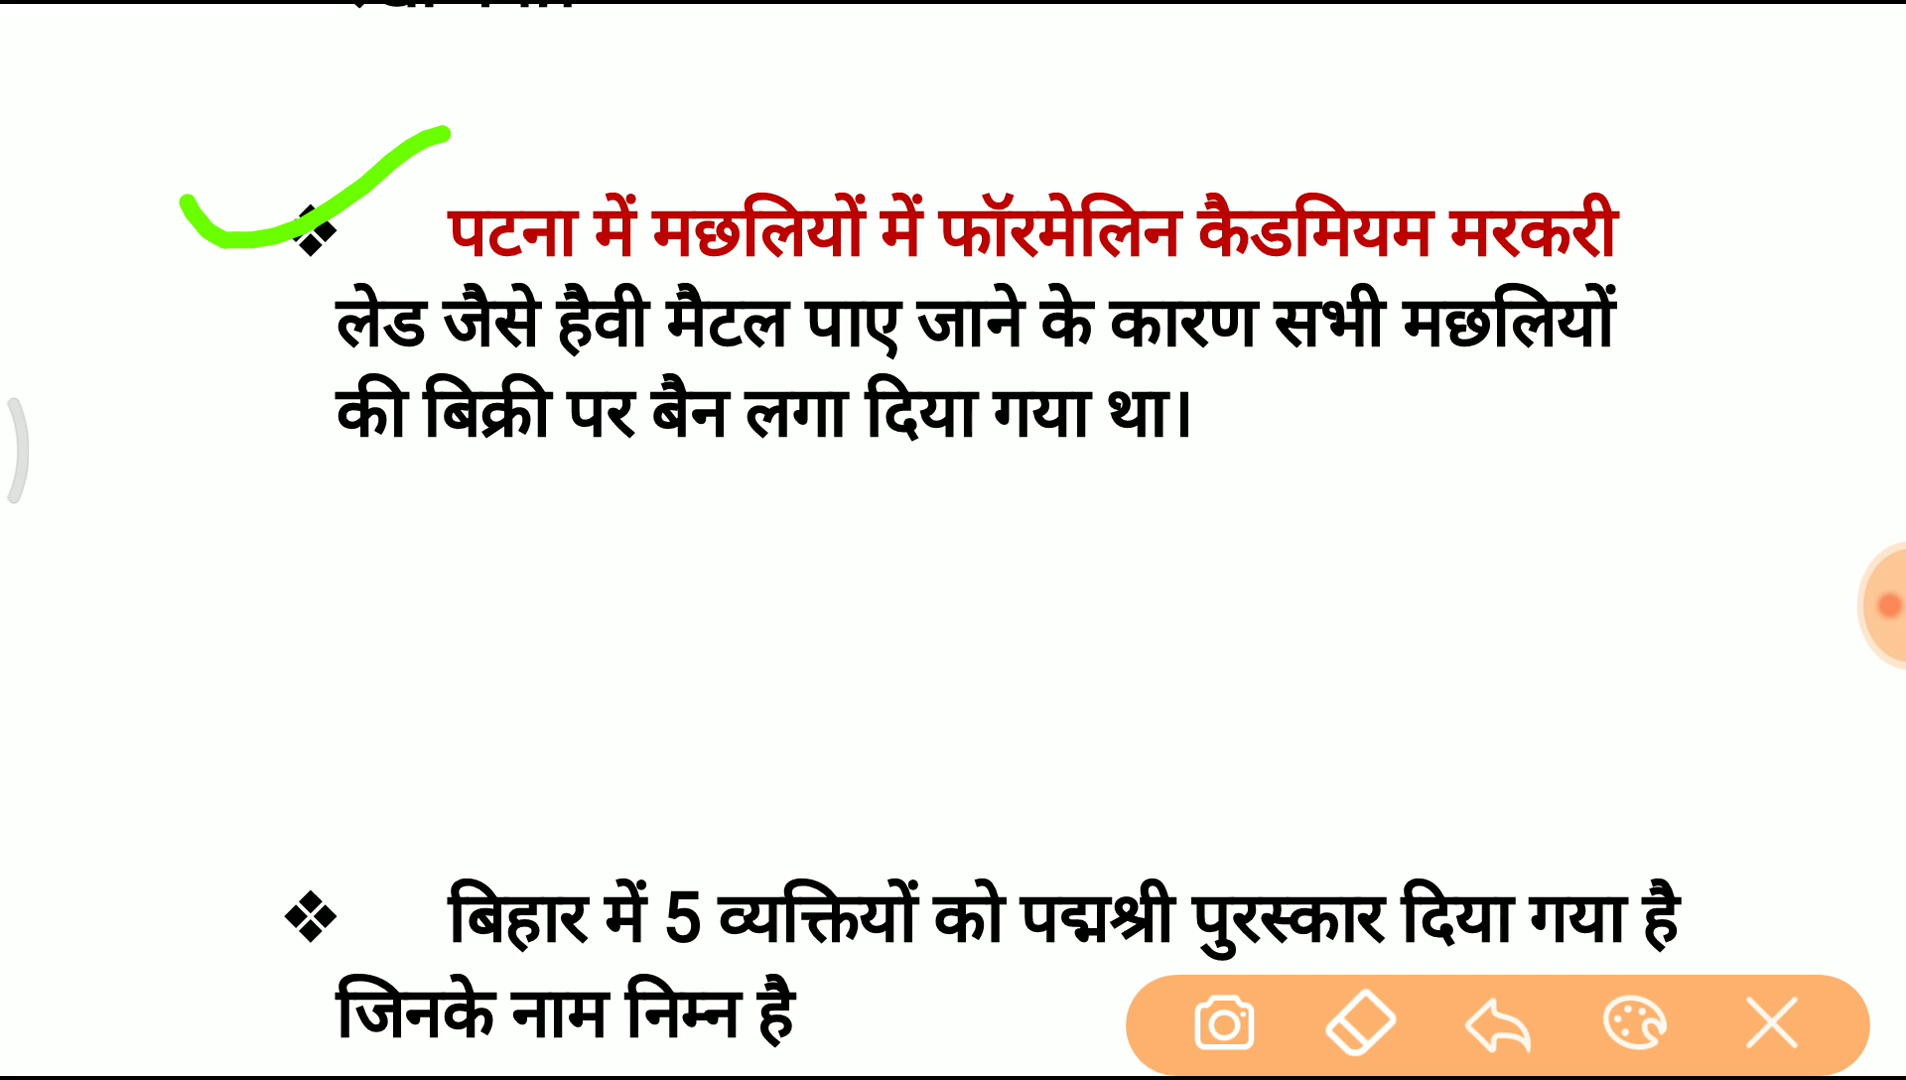 पटना में मछलियों में फॉरमेलिन कैडमियम मरकरी
लेड जैसे हैवी मैटल पाए जाने के कारण सभी मछलियों
की बिक्री पर बैन लगा दिया गया था।
बिहार में 5 व्यक्तियों को पद्मश्री पुरस्कार दिया गया है
जिनके नाम निम्न है